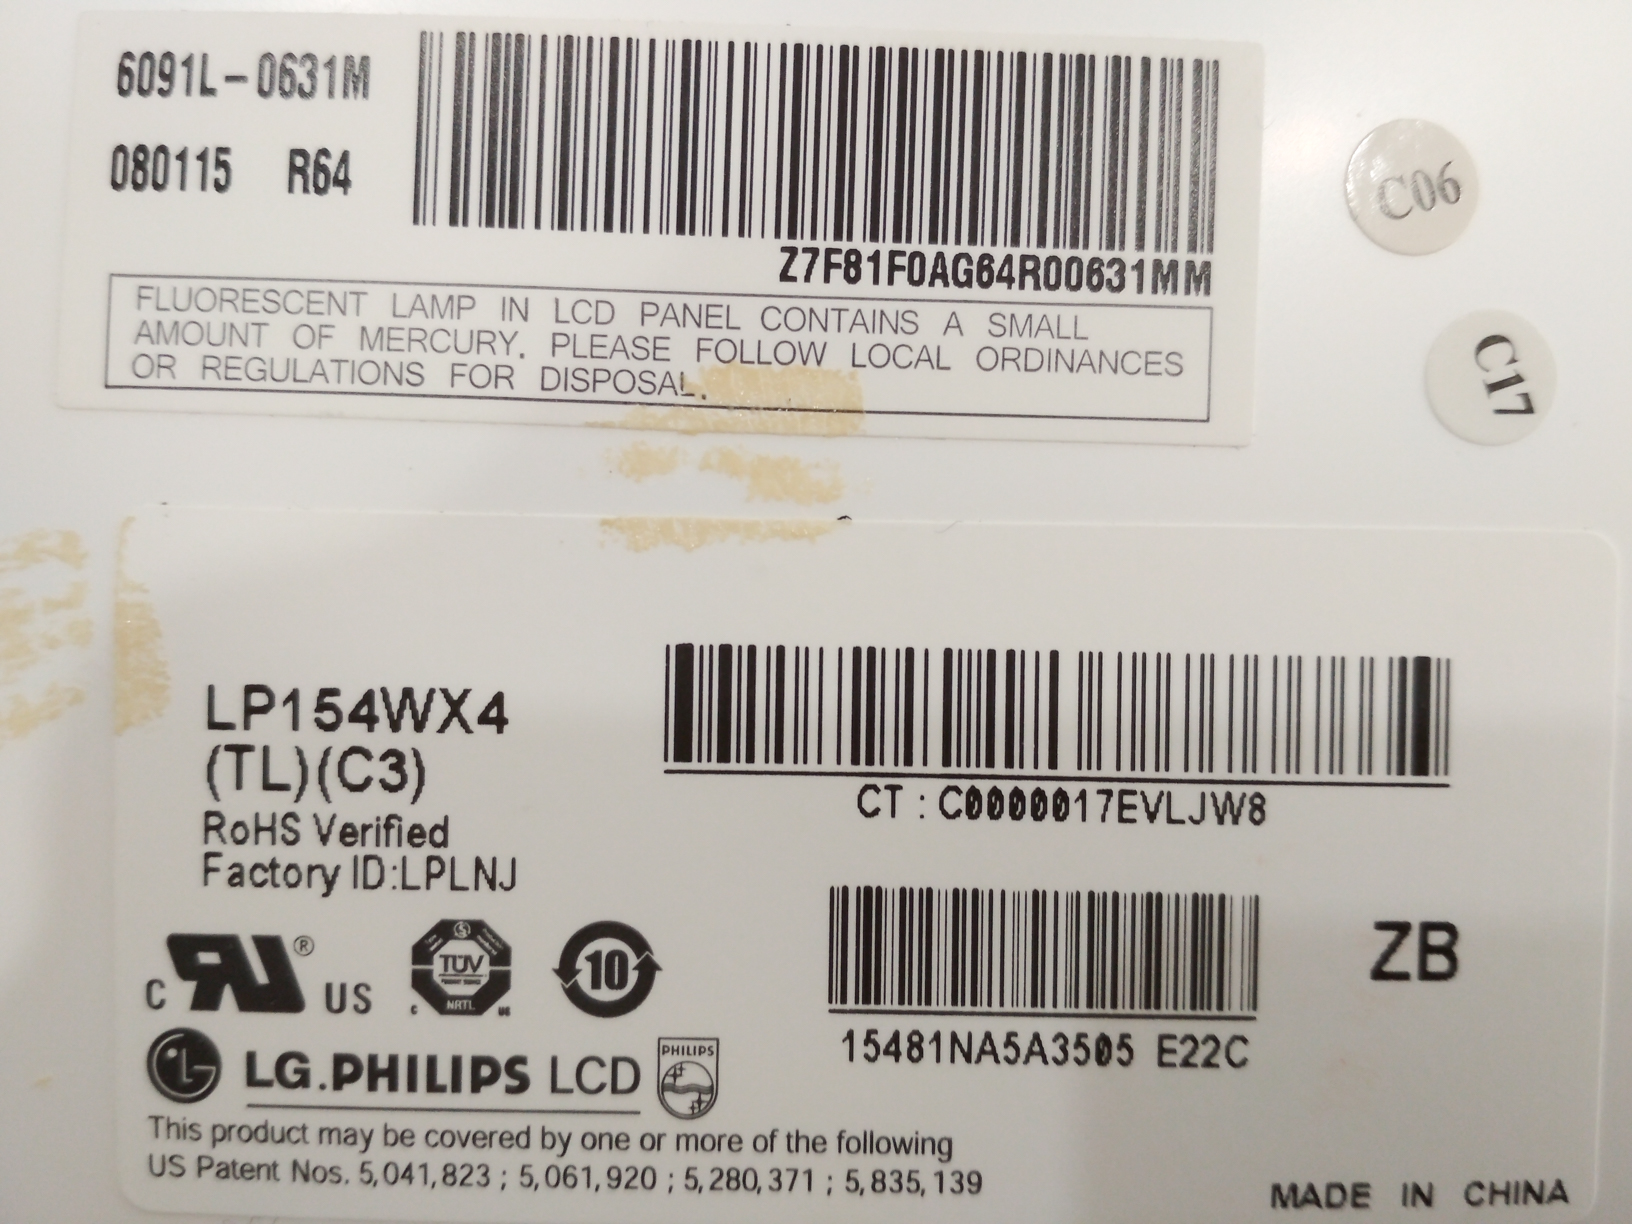 6091L-0631M
080115 R64
Z7F81F0AG64R00631MM
FLUORESCENT LAMP IN LCD PANEL CONTAINS A SMALL
AMOUNT OF MERCURY. PLEASE FOLLOW LOCAL ORDINANCES
OR REGULATIONS FOR DISPOSAL.
C06
C17
LP154WX4
(TL)(C3)
RoHS Verified
Factory ID:LPLNJ
CT : C0000017EVLJW8
15481NA5A3505 E22C
ZB
C ® US
TÜV
NRTL
C US
10
LG.PHILIPS LCD
PHILIPS
This product may be covered by one or more of the following
US Patent Nos. 5,041,823 ; 5,061,920 ; 5,280,371 ; 5,835,139
MADE IN CHINA